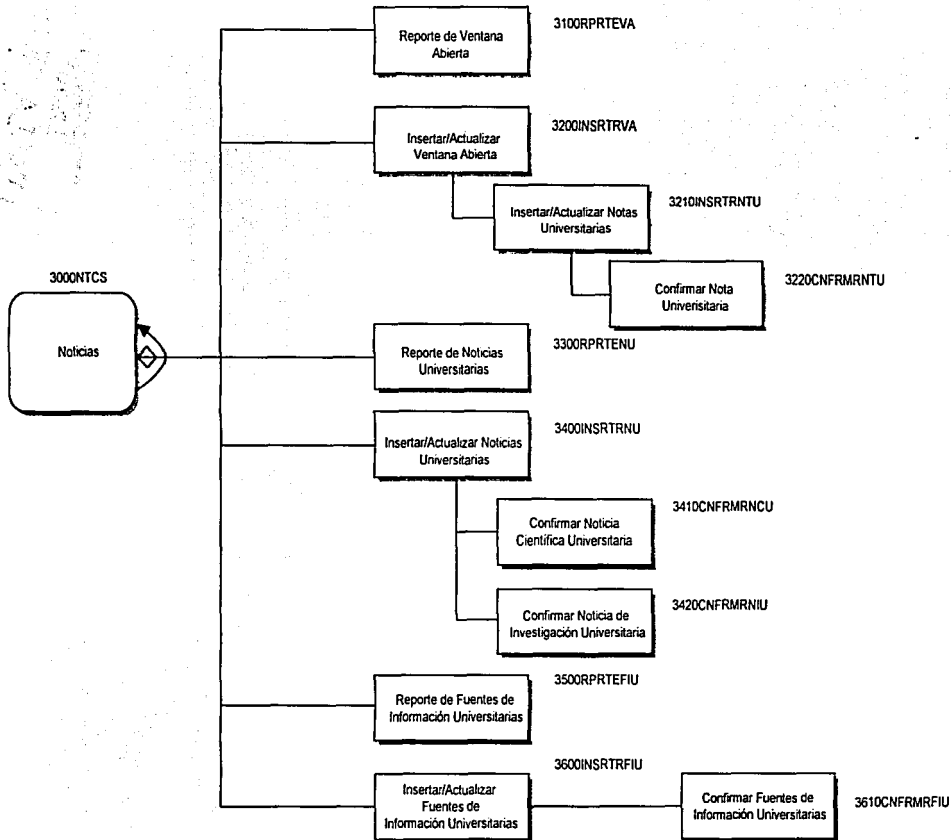 Reporte de Ventana
Abierta
3100RPRTEVA
Insertar/Actualizar
Ventana Abierta
3200INSRTRVA
Insertar/Actualizar Notas
Universitarias
3210INSRTRNTU
Confirmar Nota
Univerisitaria
3220CNFRMRNTU
3000NTCS
Noticias
Reporte de Noticias
Universitarias
3300RPRTENU
Insertar/Actualizar Noticias
Universitarias
3400INSRTRNU
Confirmar Noticia
Científica Universitaria
3410CNFRMRNCU
Confirmar Noticia de
Investigación Universitaria
3420CNFRMRNIU
Reporte de Fuentes de
Información Universitarias
3500RPRTEFIU
Insertar/Actualizar
Fuentes de
Información Universitarias
3600INSRTRFIU
Confirmar Fuentes de
Información Universitarias
3610CNFRMRFIU